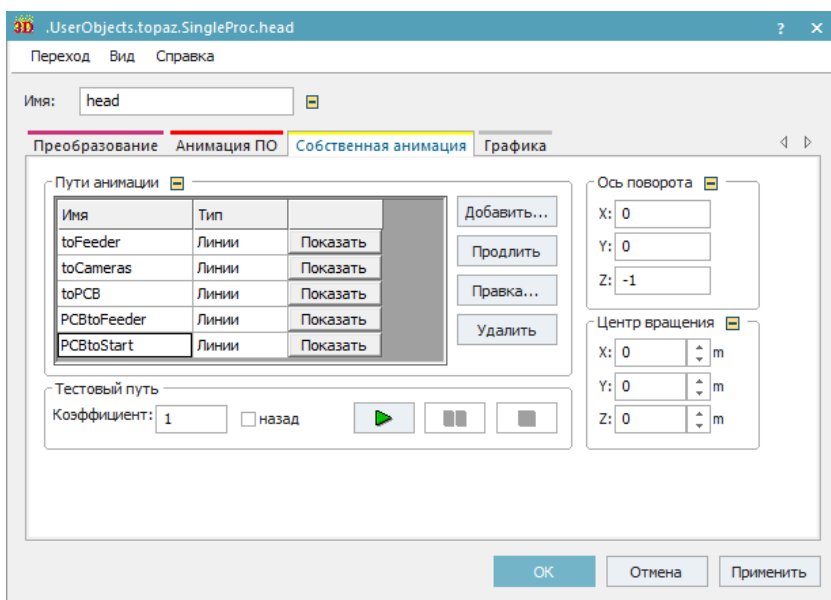 3D .UserObjects.topaz.SingleProc.head ? ×
Переход Вид Справка
Имя: head
Преобразование Анимация ПО Собственная анимация Графика
Пути анимации
Имя Тип
toFeeder Линии Показать
toCameras Линии Показать
toPCB Линии Показать
PCBtoFeeder Линии Показать
PCBtoStart Линии Показать
Добавить...
Продлить
Правка...
Удалить
Ось поворота
X: 0
Y: 0
Z: -1
Центр вращения
X: 0 m
Y: 0 m
Z: 0 m
Тестовый путь
Коэффициент: 1 назад
OK Отмена Применить